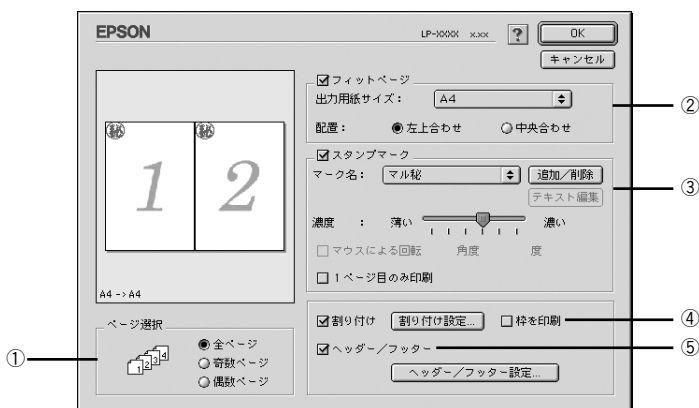 EPSON
LP-XXXX x.xx
?
OK
キャンセル
フィットページ
出力用紙サイズ： A4
配置： 左上合わせ 中央合わせ
②
スタンプマーク
マーク名： マル秘 追加／削除
テキスト編集
③
濃度 ： 薄い 濃い
マウスによる回転 角度 度
1ページ目のみ印刷
秘 秘
1 2
A4 -> A4
割り付け 割り付け設定... 枠を印刷
④
ヘッダー／フッター
⑤
ヘッダー／フッター設定...
ページ選択
①
1 2 3 4
全ページ
奇数ページ
偶数ページ